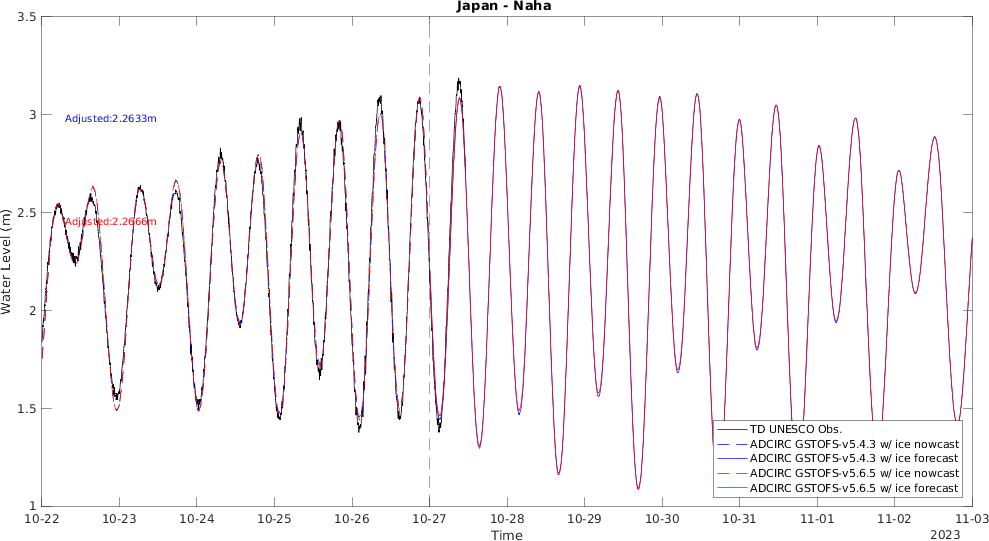 Japan - Naha
3.5
3
2.5
2
1.5
1
Water Level (m)
Adjusted:2.2633m
Adjusted:2.2666m
TD UNESCO Obs.
ADCIRC GSTOFS-v5.4.3 w/ ice nowcast
ADCIRC GSTOFS-v5.4.3 w/ ice forecast
ADCIRC GSTOFS-v5.6.5 w/ ice nowcast
ADCIRC GSTOFS-v5.6.5 w/ ice forecast
10-22 10-23 10-24 10-25 10-26 10-27 10-28 10-29 10-30 10-31 11-01 11-02 11-03
Time
2023